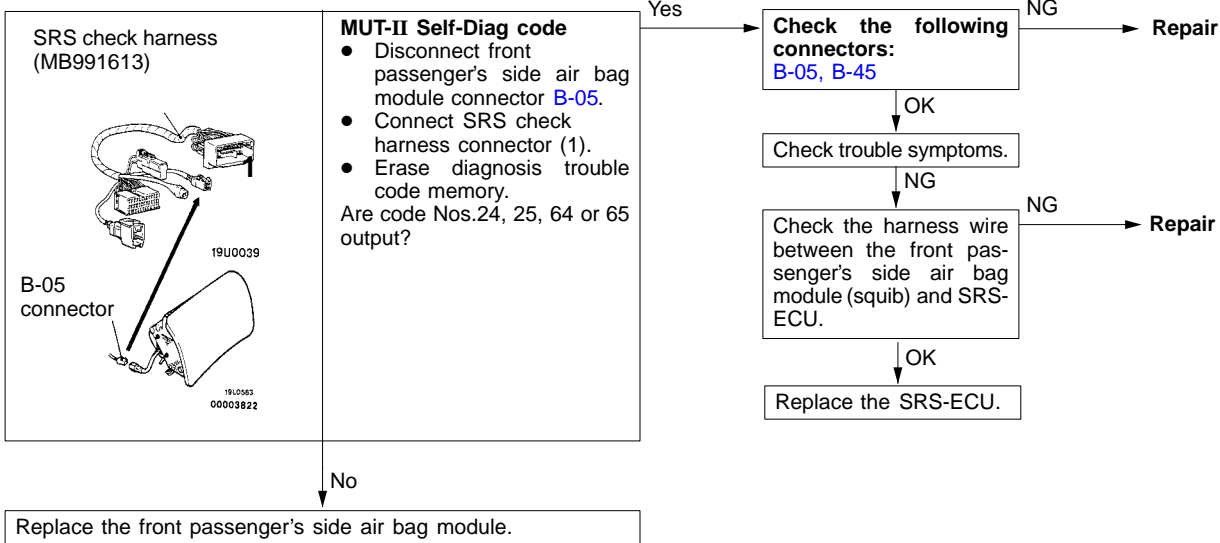 SRS check harness
(MB991613)
19U0039
B-05
connector
19L0563
00003822
MUT-II Self-Diag code
● Disconnect front
passenger's side air bag
module connector B-05.
● Connect SRS check
harness connector (1).
● Erase diagnosis trouble
code memory.
Are code Nos.24, 25, 64 or 65
output?
Yes
Check the following
connectors:
B-05, B-45
NG
Repair
OK
Check trouble symptoms.
NG
Check the harness wire
between the front pas-
senger's side air bag
module (squib) and SRS-
ECU.
NG
Repair
OK
Replace the SRS-ECU.
No
Replace the front passenger's side air bag module.